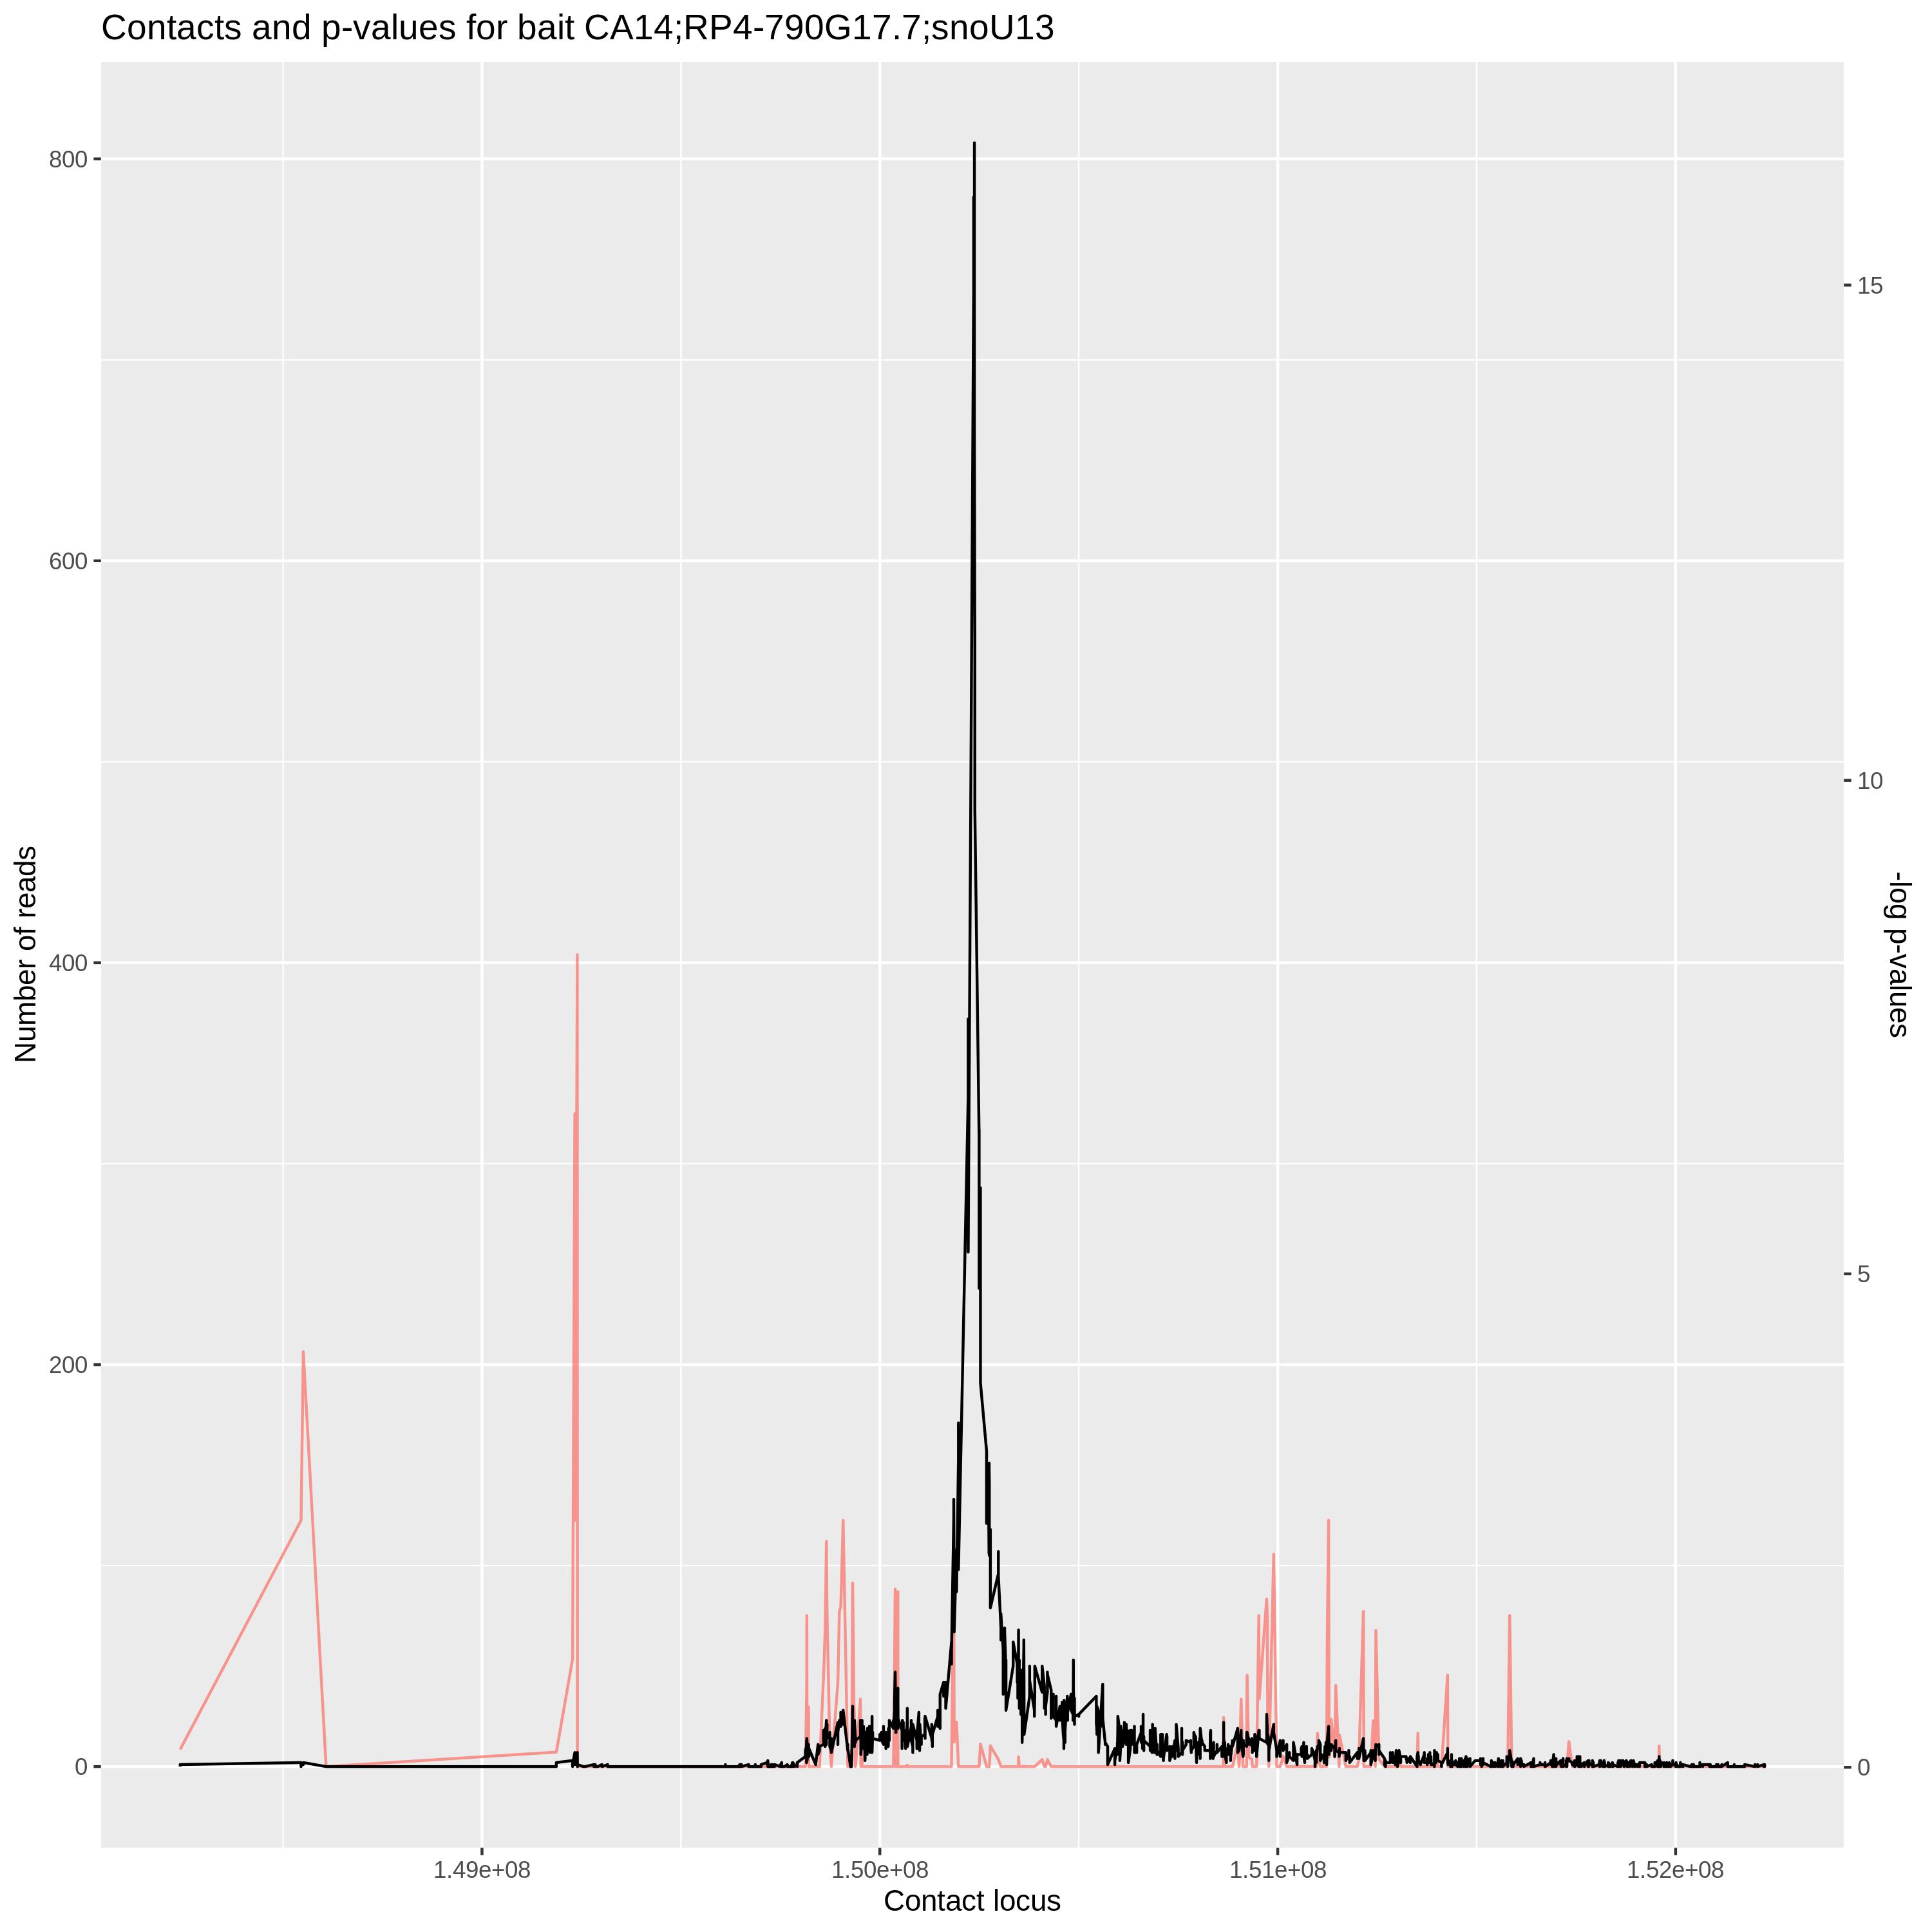 Contacts and p-values for bait CA14;RP4-790G17.7;snoU13
800
600
400
200
0
Number of reads
15
10
5
0
-log p-values
1.49e+08
1.50e+08
1.51e+08
1.52e+08
Contact locus